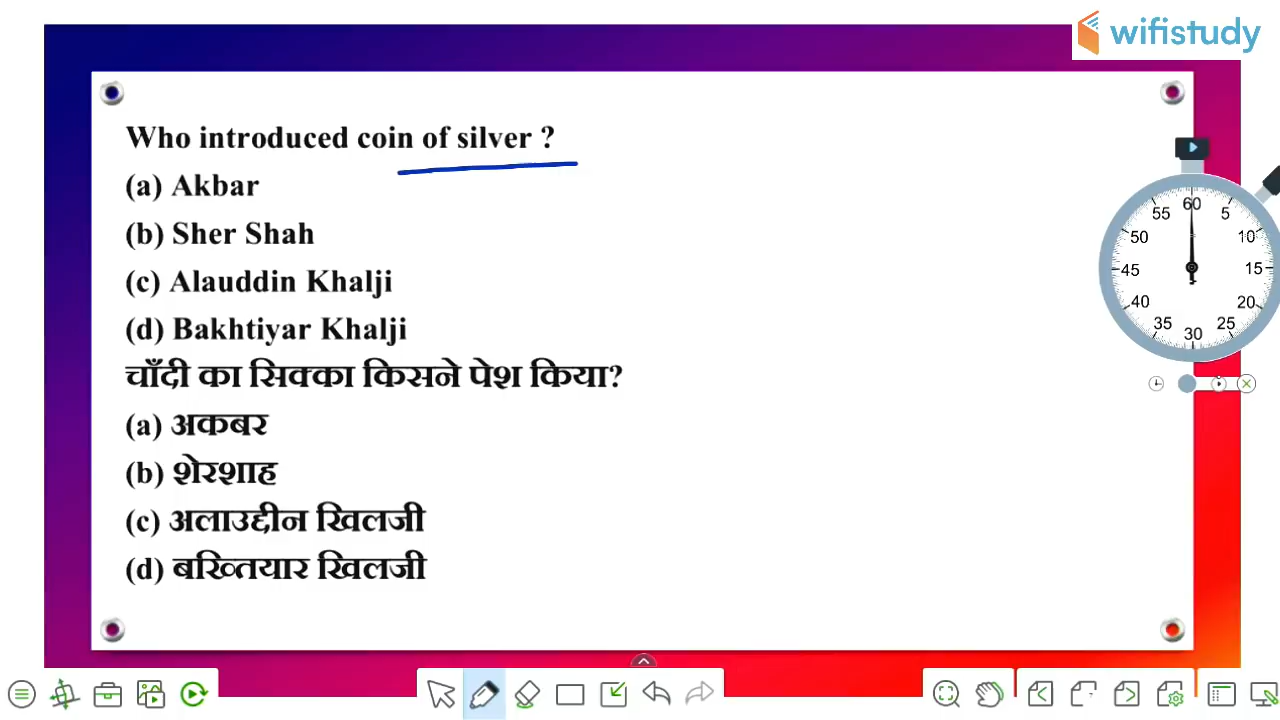 wifistudy
Who introduced coin of silver ?
(a) Akbar
(b) Sher Shah
(c) Alauddin Khalji
(d) Bakhtiyar Khalji
चाँदी का सिक्का किसने पेश किया?
(a) अकबर
(b) शेरशाह
(c) अलाउद्दीन खिलजी
(d) बख्तियार खिलजी
60
55
5
50
10
45
15
40
20
35
25
30